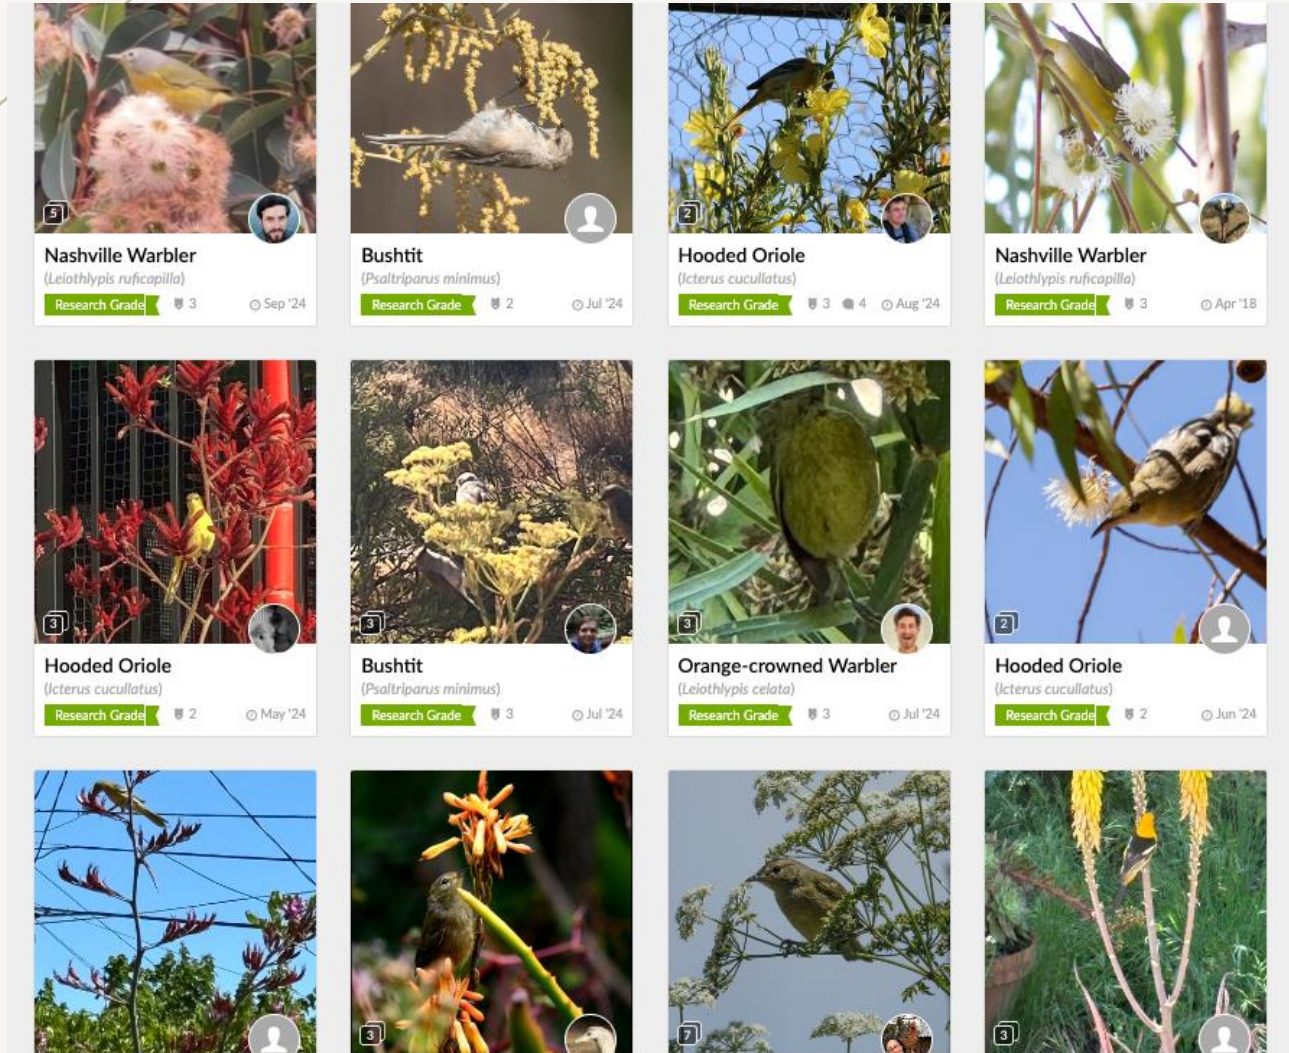 5
2
Nashville Warbler
Bushtit
Hooded Oriole
Nashville Warbler
(Leiothlypis ruficapilla)
(Psaltriparus minimus)
(Icterus cucullatus)
(Leiothlypis ruficapilla)
Research Grade 3 Sep '24
Research Grade 2 Jul '24
Research Grade 3 4 Aug '24
Research Grade 3 Apr '18
3
3
3
2
Hooded Oriole
Bushtit
Orange-crowned Warbler
Hooded Oriole
(Icterus cucullatus)
(Psaltriparus minimus)
(Leiothlypis celata)
(Icterus cucullatus)
Research Grade 2 May '24
Research Grade 3 Jul '24
Research Grade 3 Jul '24
Research Grade 2 Jun '24
3
7
3